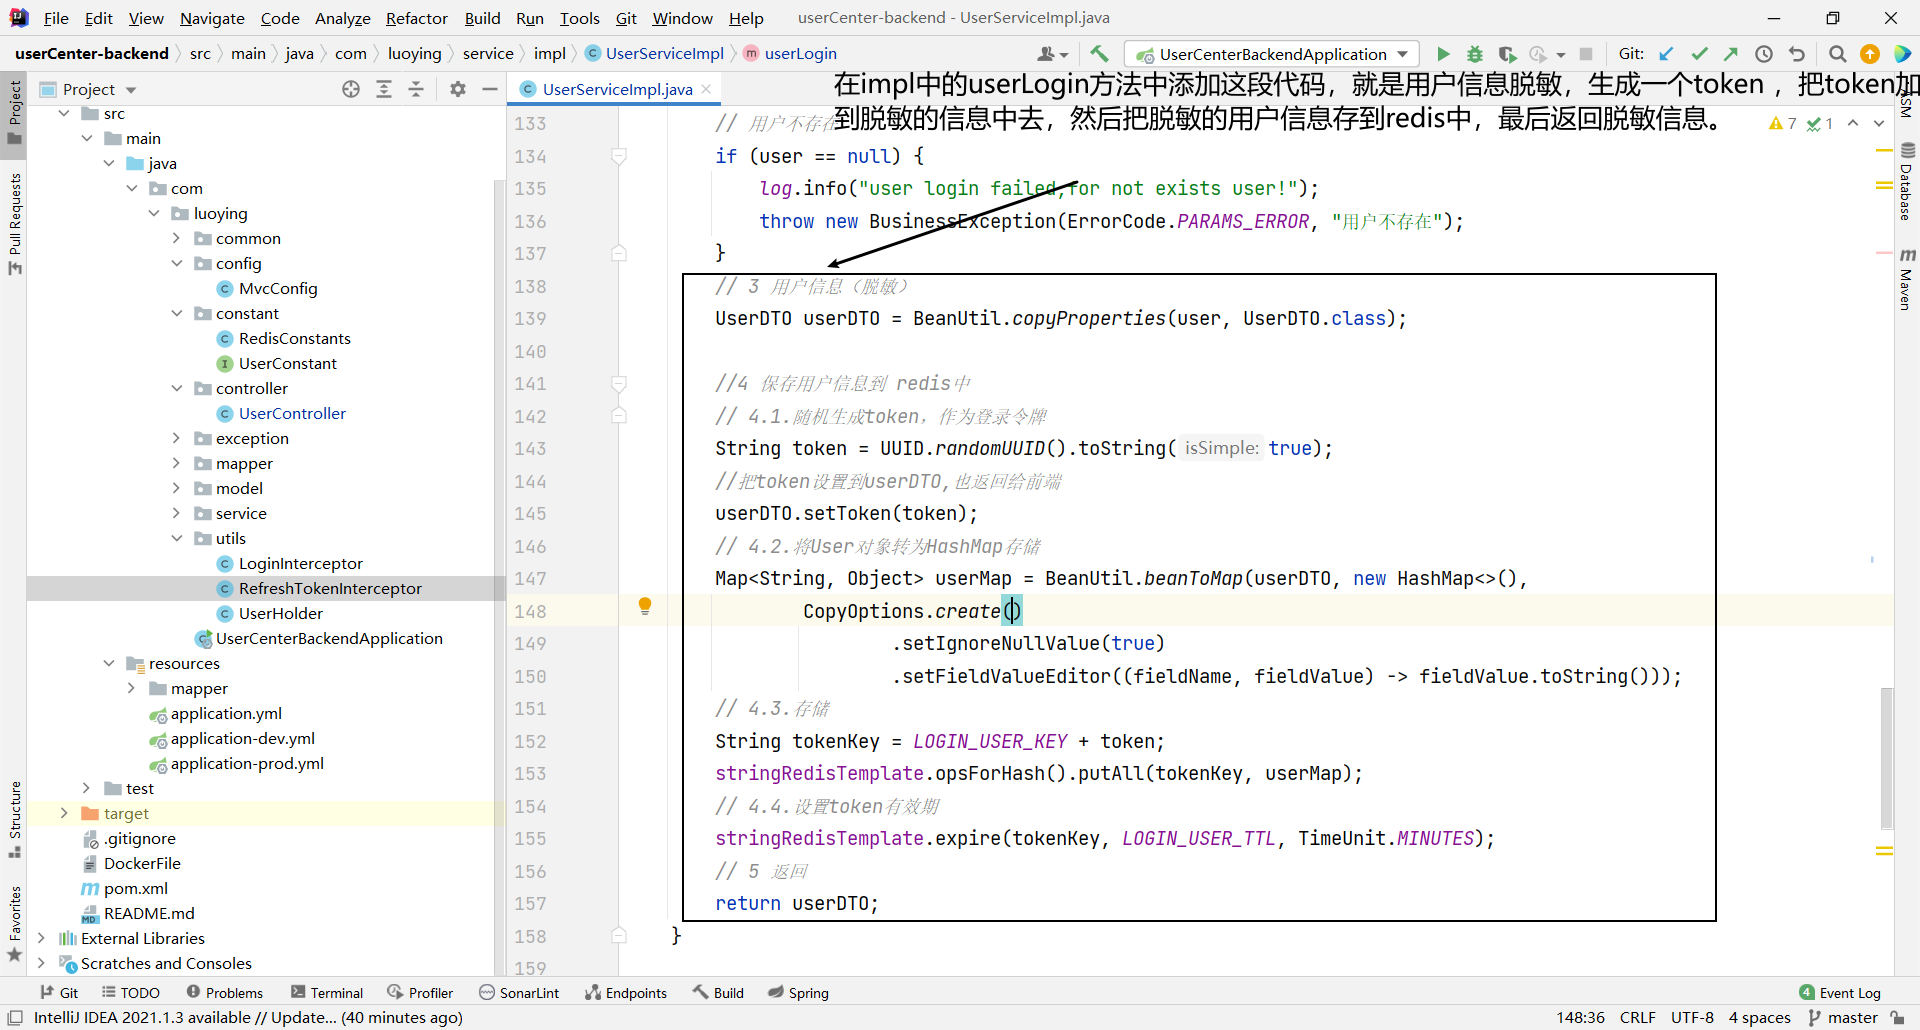 File Edit View Navigate Code Analyze Refactor Build Run Tools Git Window Help userCenter-backend - UserServiceImpl.java
userCenter-backend src main java com luoying service impl UserServiceImpl userLogin UserCenterBackendApplication Git:
Project UserServiceImpl.java
在impl中的userLogin方法中添加这段代码，就是用户信息脱敏，生成一个token ，把token加
到脱敏的信息中去，然后把脱敏的用户信息存到redis中，最后返回脱敏信息。
7 1
Project
Pull Requests
Structure
Favorites
src
main
java
com
luoying
common
config
MvcConfig
constant
RedisConstants
UserConstant
controller
UserController
exception
mapper
model
service
utils
LoginInterceptor
RefreshTokenInterceptor
UserHolder
UserCenterBackendApplication
resources
mapper
application.yml
application-dev.yml
application-prod.yml
test
target
.gitignore
DockerFile
pom.xml
README.md
External Libraries
Scratches and Consoles
133 // 用户不存在
134 if (user == null) {
135 log.info("user login failed,for not exists user!");
136 throw new BusinessException(ErrorCode.PARAMS_ERROR, "用户不存在");
137 }
138 // 3 用户信息（脱敏）
139 UserDTO userDTO = BeanUtil.copyProperties(user, UserDTO.class);
140
141 //4 保存用户信息到 redis中
142 // 4.1.随机生成token，作为登录令牌
143 String token = UUID.randomUUID().toString( isSimple: true);
144 //把token设置到userDTO,也返回给前端
145 userDTO.setToken(token);
146 // 4.2.将User对象转为HashMap存储
147 Map<String, Object> userMap = BeanUtil.beanToMap(userDTO, new HashMap<>(),
148 CopyOptions.create()
149 .setIgnoreNullValue(true)
150 .setFieldValueEditor((fieldName, fieldValue) -> fieldValue.toString()));
151 // 4.3.存储
152 String tokenKey = LOGIN_USER_KEY + token;
153 stringRedisTemplate.opsForHash().putAll(tokenKey, userMap);
154 // 4.4.设置token有效期
155 stringRedisTemplate.expire(tokenKey, LOGIN_USER_TTL, TimeUnit.MINUTES);
156 // 5 返回
157 return userDTO;
158 }
159
ASM
Database
m Maven
Git TODO Problems Terminal Profiler SonarLint Endpoints Build Spring 4 Event Log
IntelliJ IDEA 2021.1.3 available // Update... (40 minutes ago) 148:36 CRLF UTF-8 4 spaces master